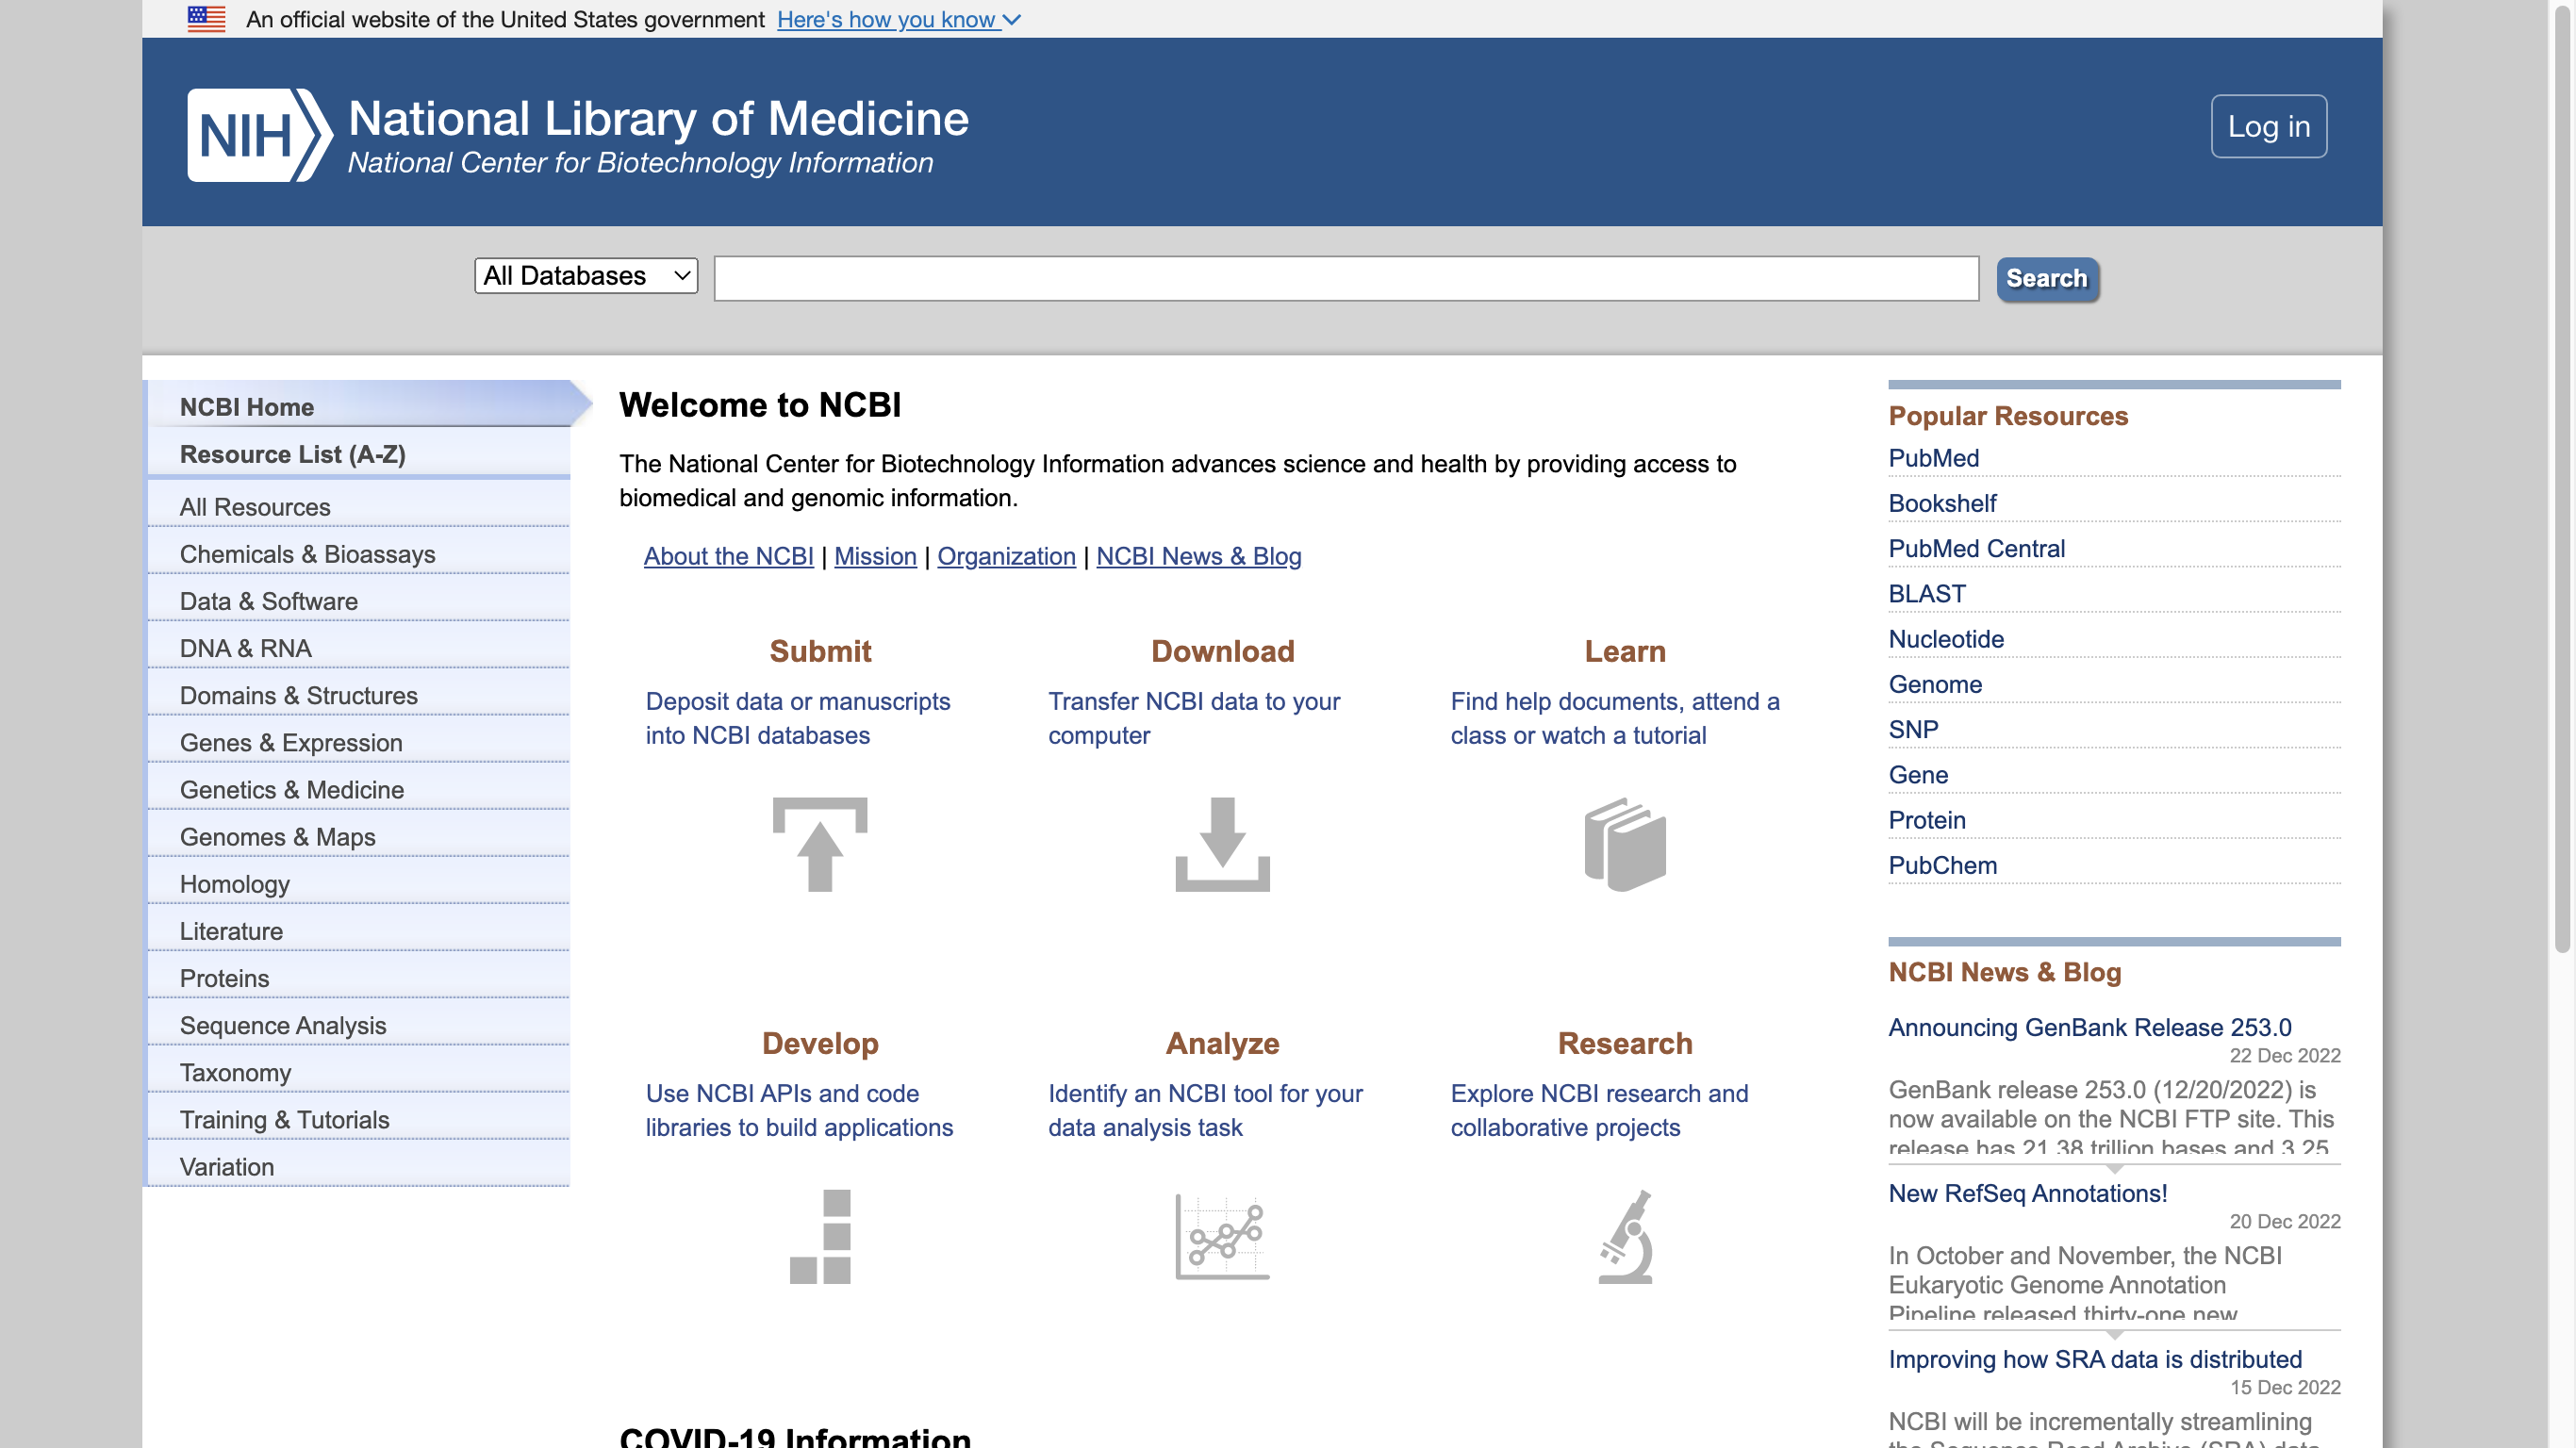 An official website of the United States government Here's how you know
NIH
National Library of Medicine
National Center for Biotechnology Information
Log in
All Databases
Search
NCBI Home
Resource List (A-Z)
All Resources
Chemicals & Bioassays
Data & Software
DNA & RNA
Domains & Structures
Genes & Expression
Genetics & Medicine
Genomes & Maps
Homology
Literature
Proteins
Sequence Analysis
Taxonomy
Training & Tutorials
Variation
Welcome to NCBI
The National Center for Biotechnology Information advances science and health by providing access to
biomedical and genomic information.
About the NCBI | Mission | Organization | NCBI News & Blog
Submit
Deposit data or manuscripts
into NCBI databases
Download
Transfer NCBI data to your
computer
Learn
Find help documents, attend a
class or watch a tutorial
Develop
Use NCBI APIs and code
libraries to build applications
Analyze
Identify an NCBI tool for your
data analysis task
Research
Explore NCBI research and
collaborative projects
COVID-19 Information
Popular Resources
PubMed
Bookshelf
PubMed Central
BLAST
Nucleotide
Genome
SNP
Gene
Protein
PubChem
NCBI News & Blog
Announcing GenBank Release 253.0
22 Dec 2022
GenBank release 253.0 (12/20/2022) is
now available on the NCBI FTP site. This
release has 21.38 trillion bases and 3.25
New RefSeq Annotations!
20 Dec 2022
In October and November, the NCBI
Eukaryotic Genome Annotation
Pipeline released thirty-one new
Improving how SRA data is distributed
15 Dec 2022
NCBI will be incrementally streamlining
the Sequence Read Archive (SRA) data